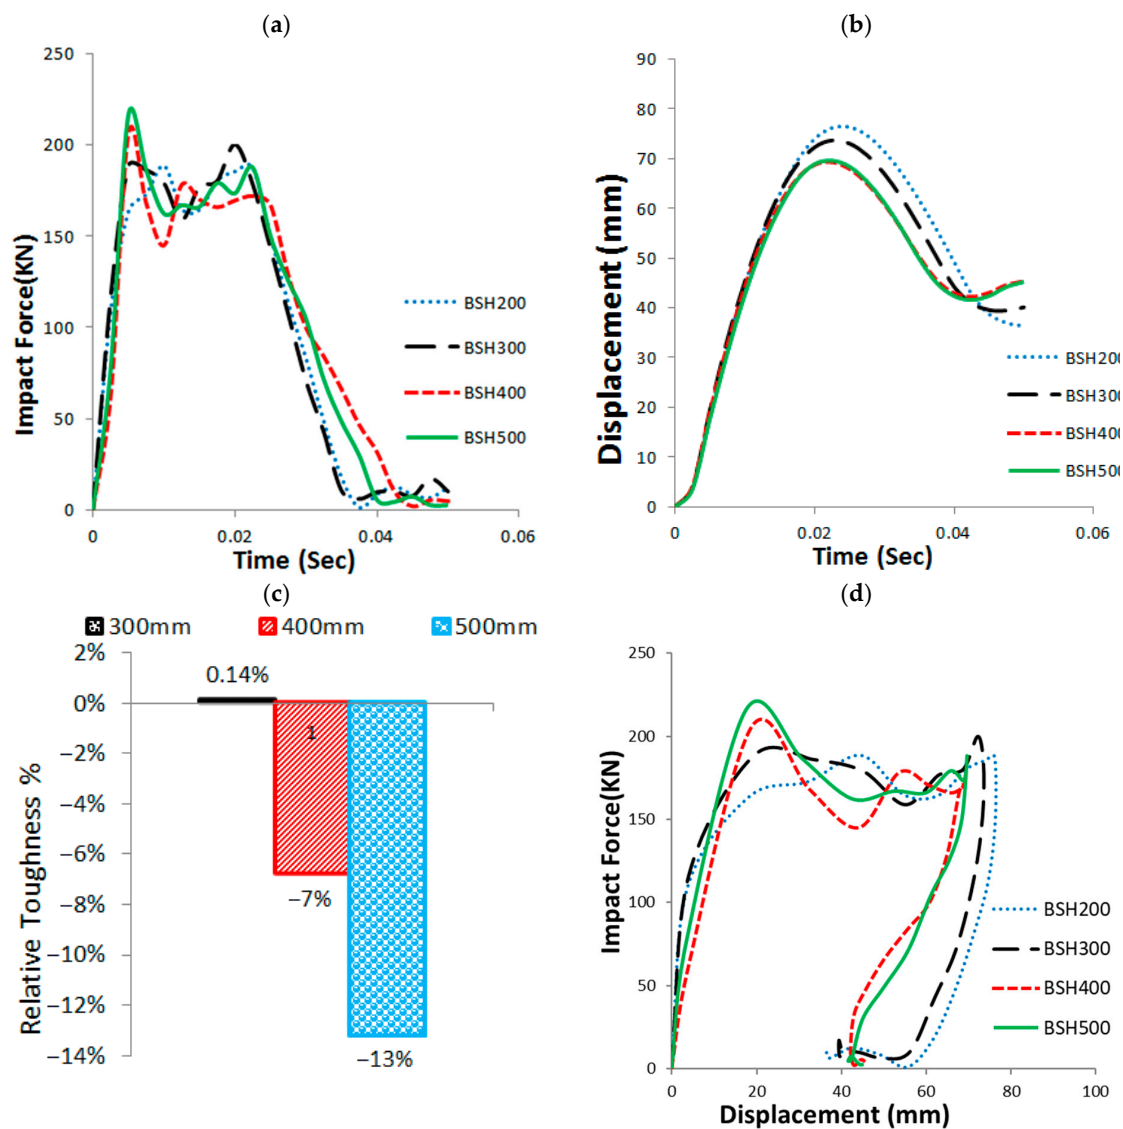 (a)
250
200
150
100
50
0
0
0.02
0.04
0.06
Impact Force(KN)
Time (Sec)
BSH200
BSH300
BSH400
BSH500
(b)
90
80
70
60
50
40
30
20
10
0
0
0.02
0.04
0.06
Displacement (mm)
Time (Sec)
BSH200
BSH300
BSH400
BSH500
(c)
300mm
400mm
500mm
2%
0%
−2%
−4%
−6%
−8%
−10%
−12%
−14%
Relative Toughness %
0.14%
1
−7%
−13%
(d)
250
200
150
100
50
0
0
20
40
60
80
100
Impact Force(KN)
Displacement (mm)
BSH200
BSH300
BSH400
BSH500